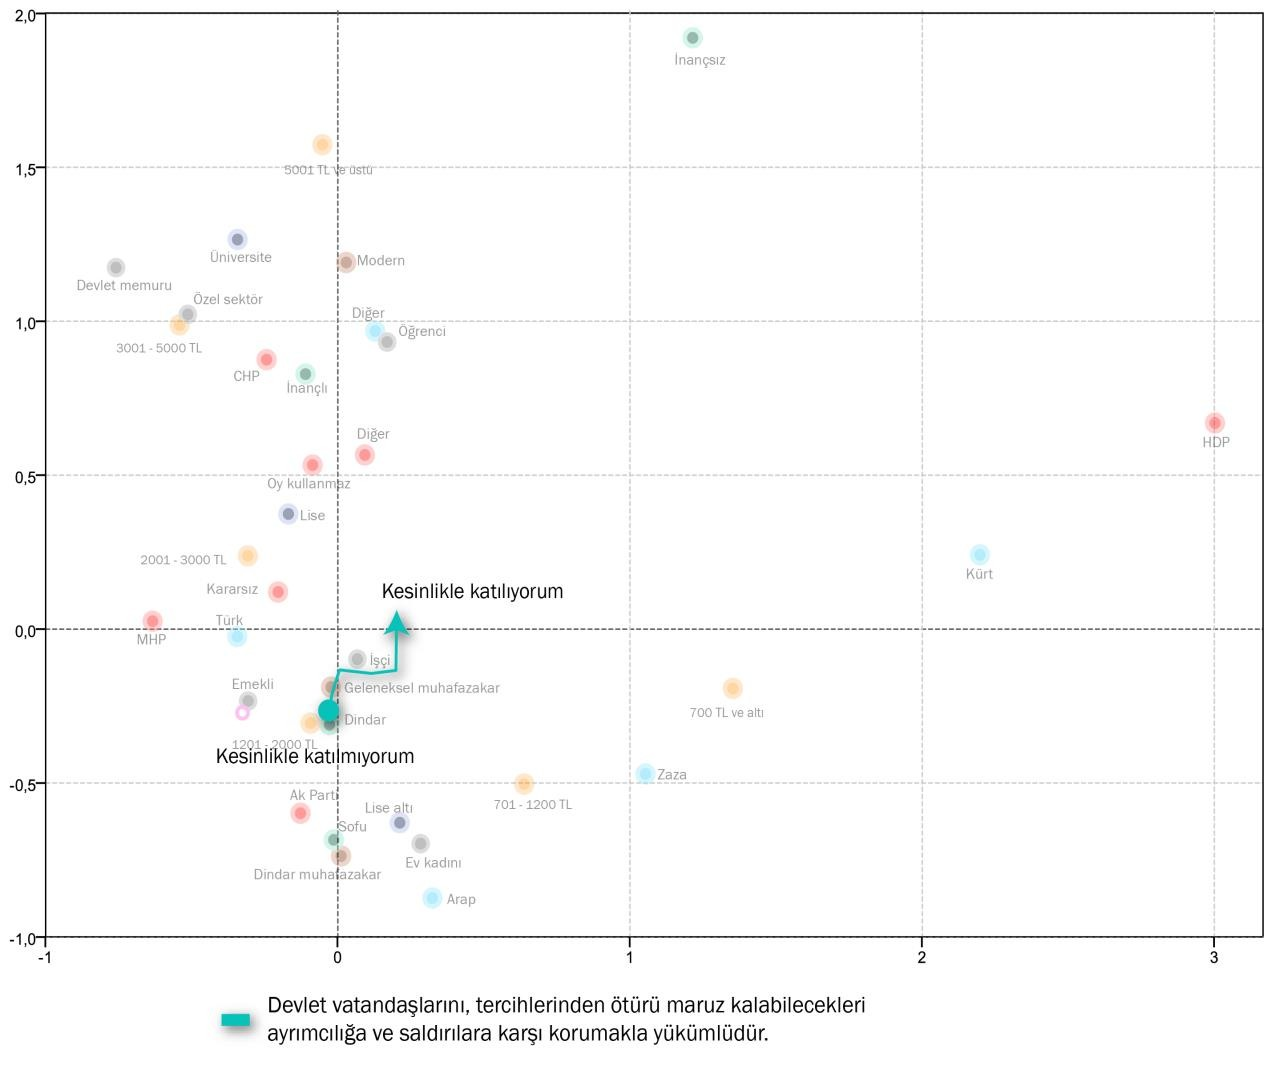 2,0
İnançsız
5001 TL ve üstü
1,5
Üniversite
Modern
Devlet memuru
Özel sektör
Diğer
1,0
Öğrenci
3001 - 5000 TL
CHP
İnançlı
Diğer
HDP
0,5
Oy kullanmaz
Lise
2001 - 3000 TL
Kürt
Kararsız
Kesinlikle katılıyorum
Türk
0,0
MHP
İşçi
Emekli
Geleneksel muhafazakar
700 TL ve altı
Dindar
1201 - 2000 TL
Kesinlikle katılmıyorum
Zaza
-0,5
Ak Parti
701 - 1200 TL
Lise altı
Sofu
Ev kadını
Dindar muhafazakar
Arap
-1,0
-1 0 1 2 3
Devlet vatandaşlarını, tercihlerinden ötürü maruz kalabilecekleri
ayrımcılığa ve saldırılara karşı korumakla yükümlüdür.